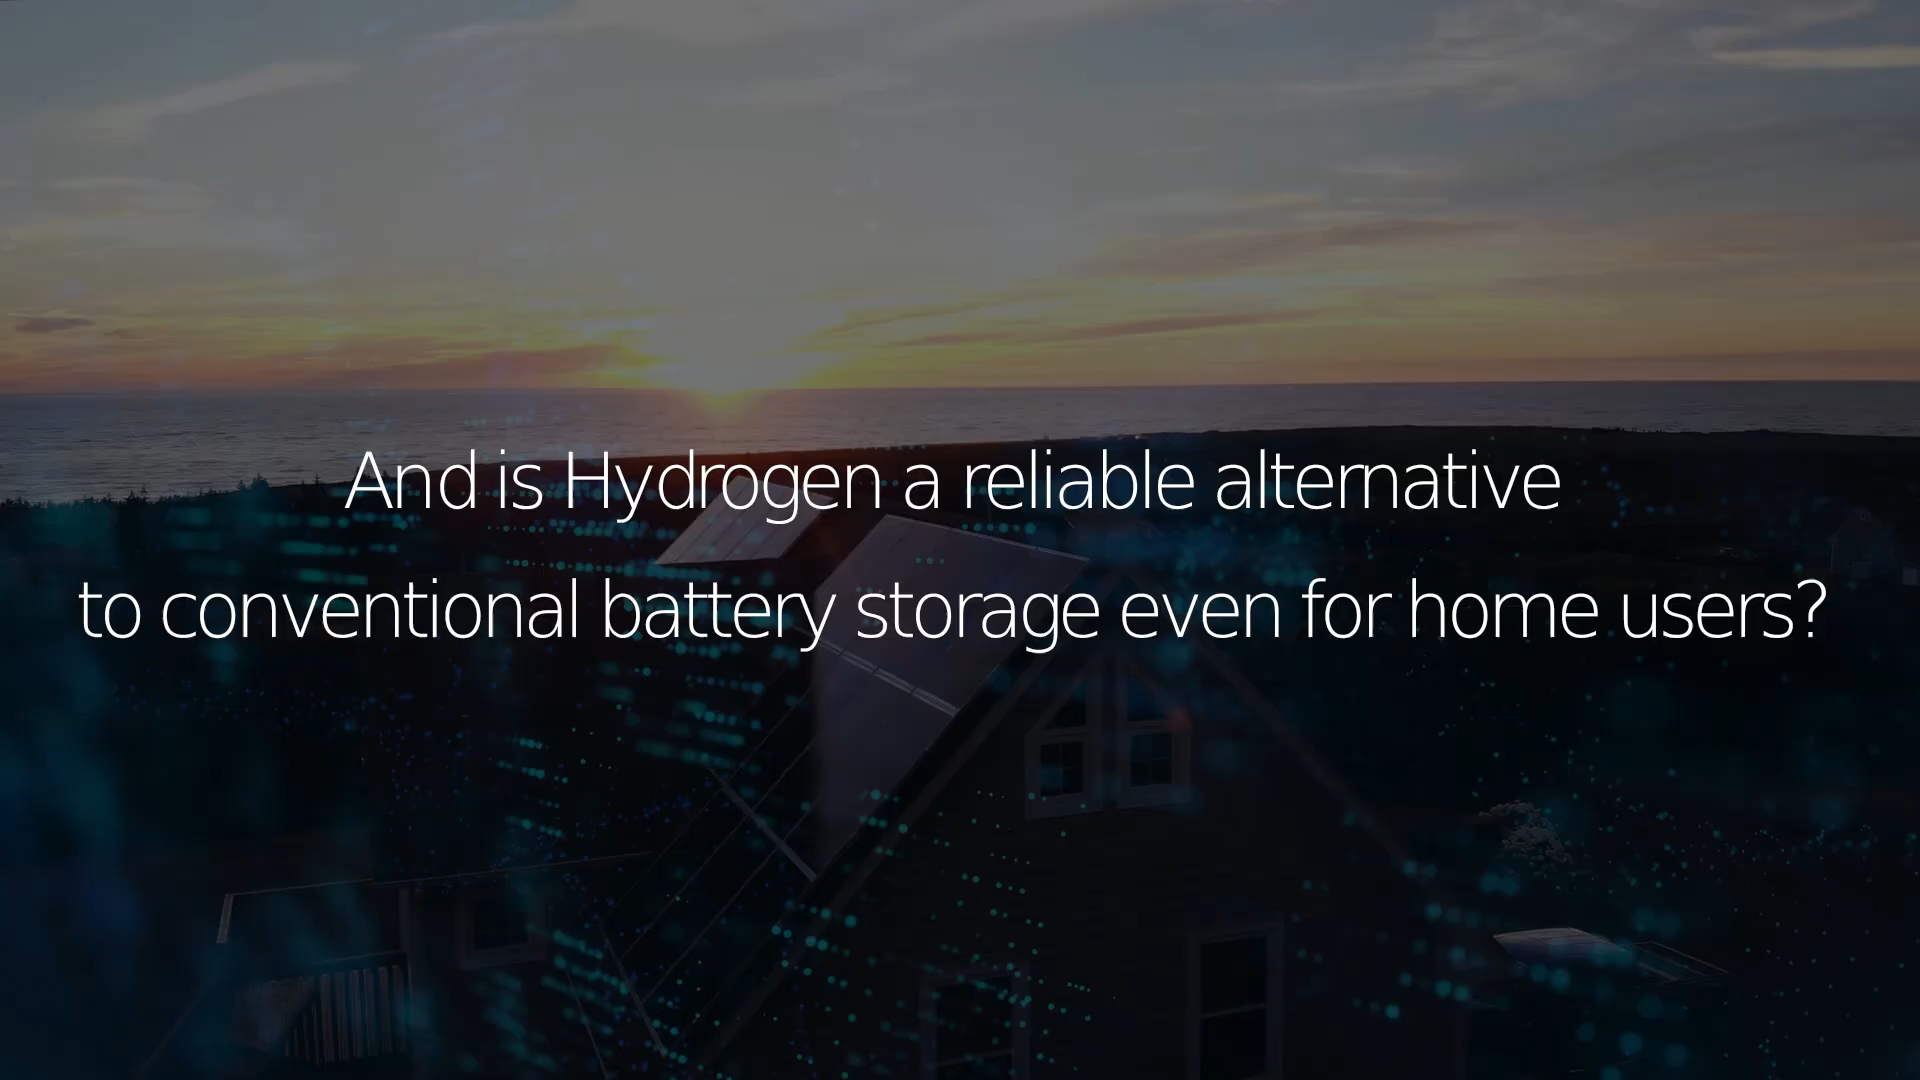 And is Hydrogen a reliable alternative
to conventional battery storage even for home users?